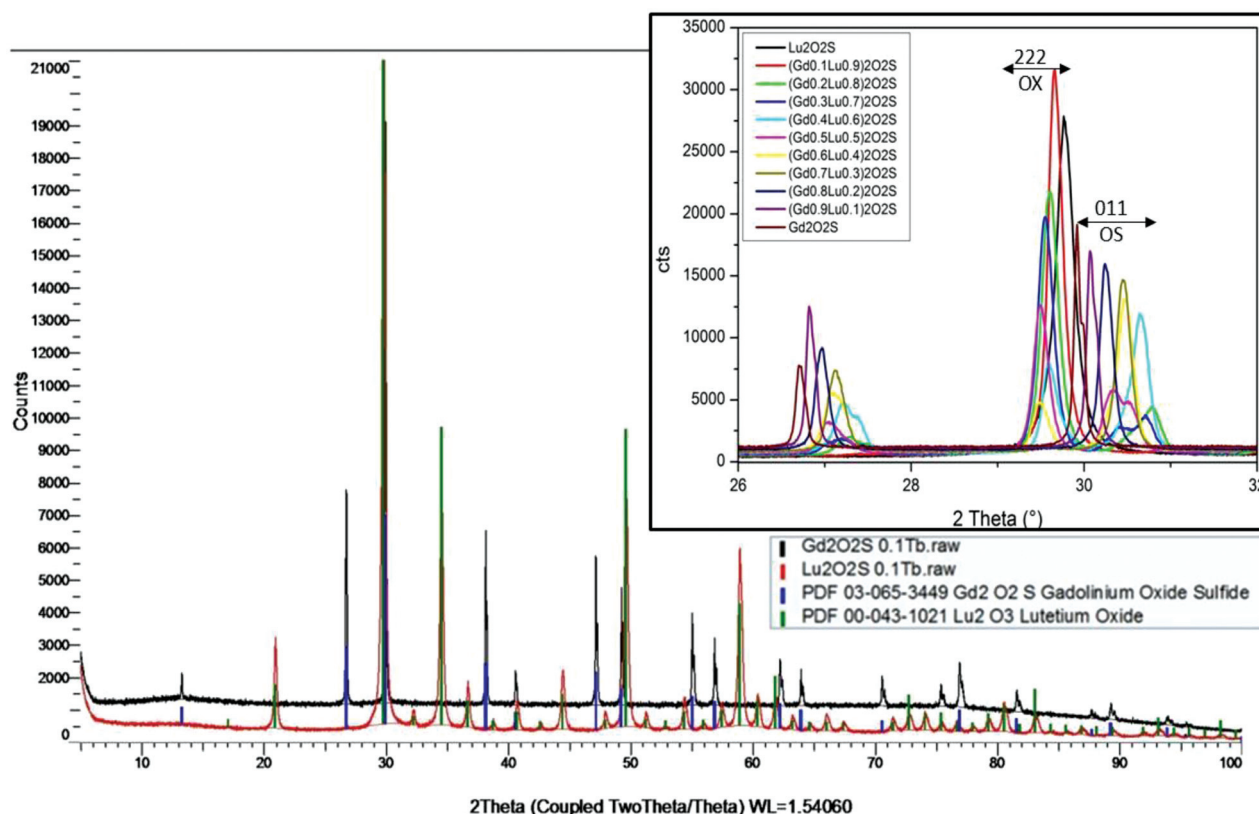 21000
19000
18000
17000
16000
15000
14000
13000
12000
11000
10000
9000
8000
7000
6000
5000
4000
3000
2000
0
Counts
10 20 30 40 50 60 70 80 90 100
2Theta (Coupled TwoTheta/Theta) WL=1.54060
35000
30000
25000
20000
15000
10000
5000
0
cts
26 28 30 32
2 Theta (°)
Lu2O2S
(Gd0.1Lu0.9)2O2S
(Gd0.2Lu0.8)2O2S
(Gd0.3Lu0.7)2O2S
(Gd0.4Lu0.6)2O2S
(Gd0.5Lu0.5)2O2S
(Gd0.6Lu0.4)2O2S
(Gd0.7Lu0.3)2O2S
(Gd0.8Lu0.2)2O2S
(Gd0.9Lu0.1)2O2S
Gd2O2S
222
OX
011
OS
Gd2O2S 0.1Tb.raw
Lu2O2S 0.1Tb.raw
PDF 03-065-3449 Gd2 O2 S Gadolinium Oxide Sulfide
PDF 00-043-1021 Lu2 O3 Lutetium Oxide